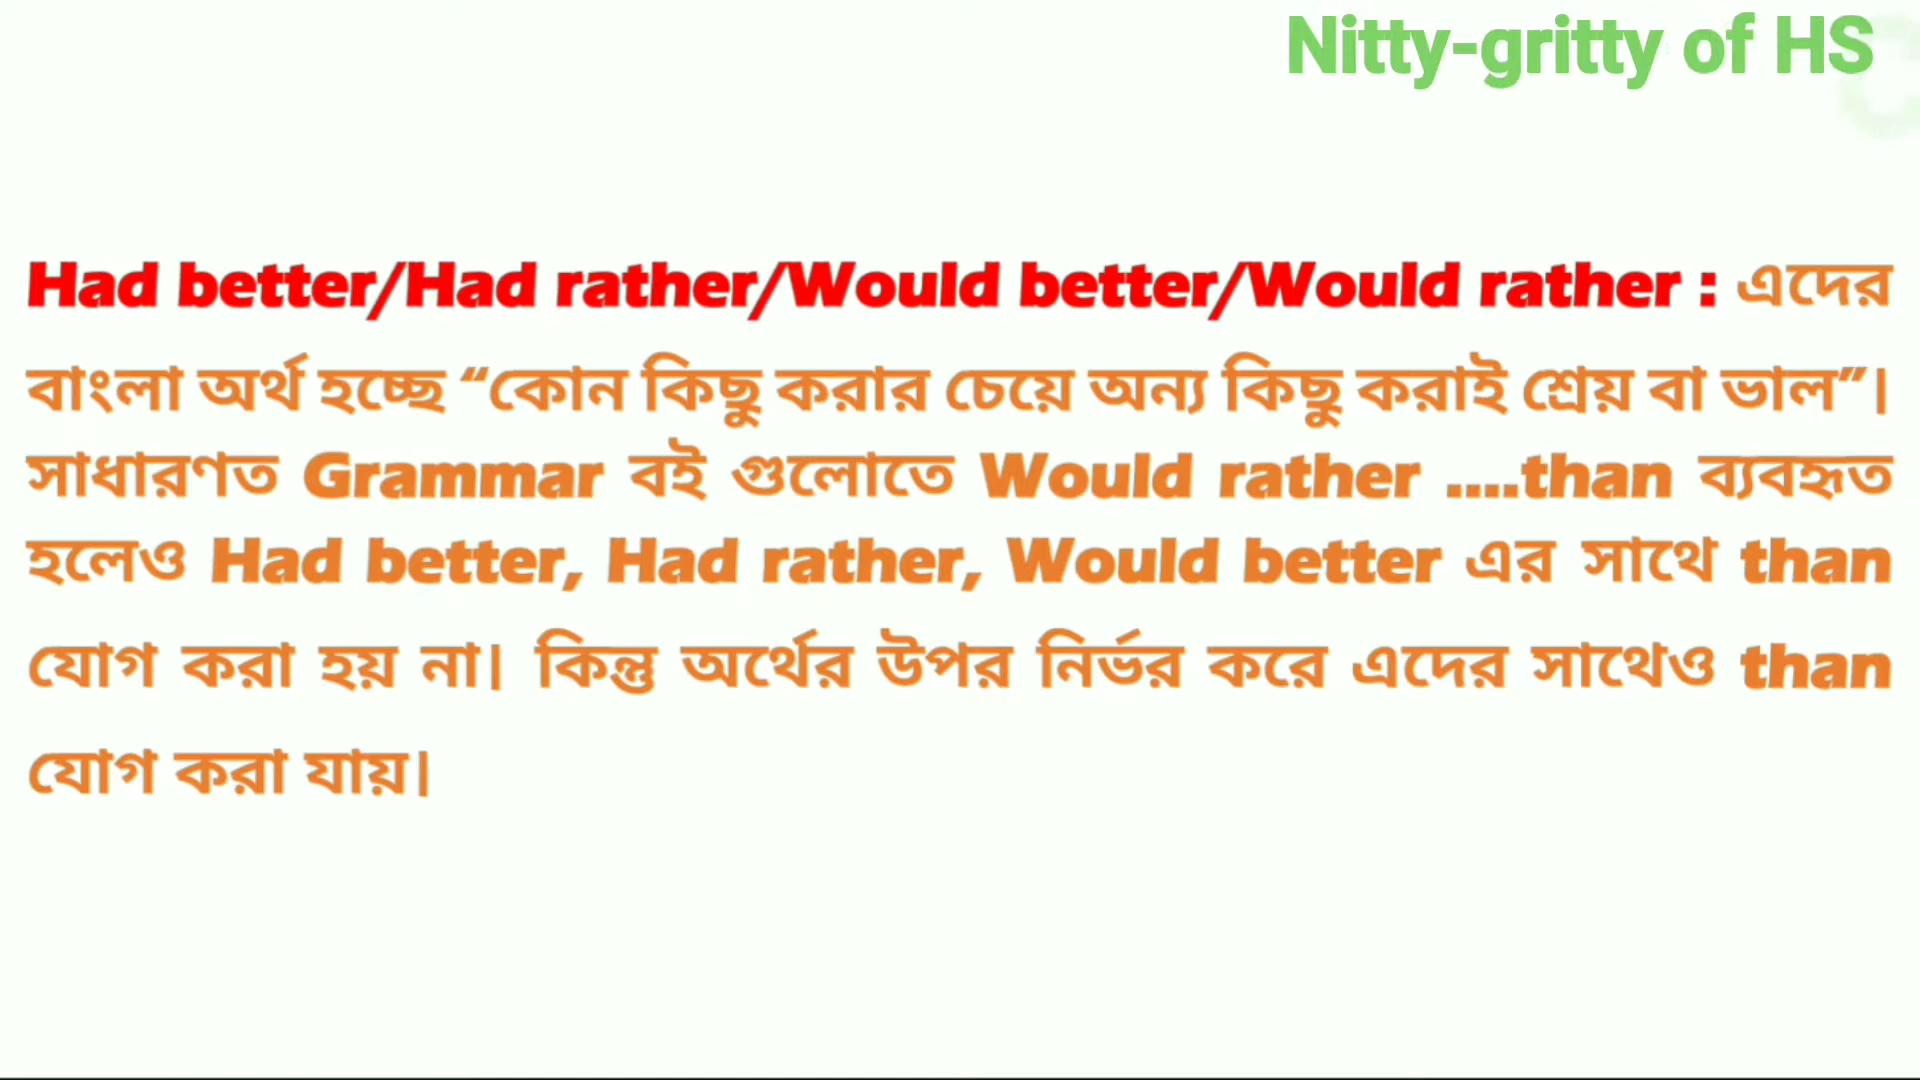 Nitty-gritty of HS
Had better/Had rather/Would better/Would rather : এদের
বাংলা অর্থ হচ্ছে “কোন কিছু করার চেয়ে অন্য কিছু করাই শ্রেয় বা ভাল”।
সাধারণত Grammar বই গুলোতে Would rather ....than ব্যবহৃত
হলেও Had better, Had rather, Would better এর সাথে than
যোগ করা হয় না। কিন্তু অর্থের উপর নির্ভর করে এদের সাথেও than
যোগ করা যায়।